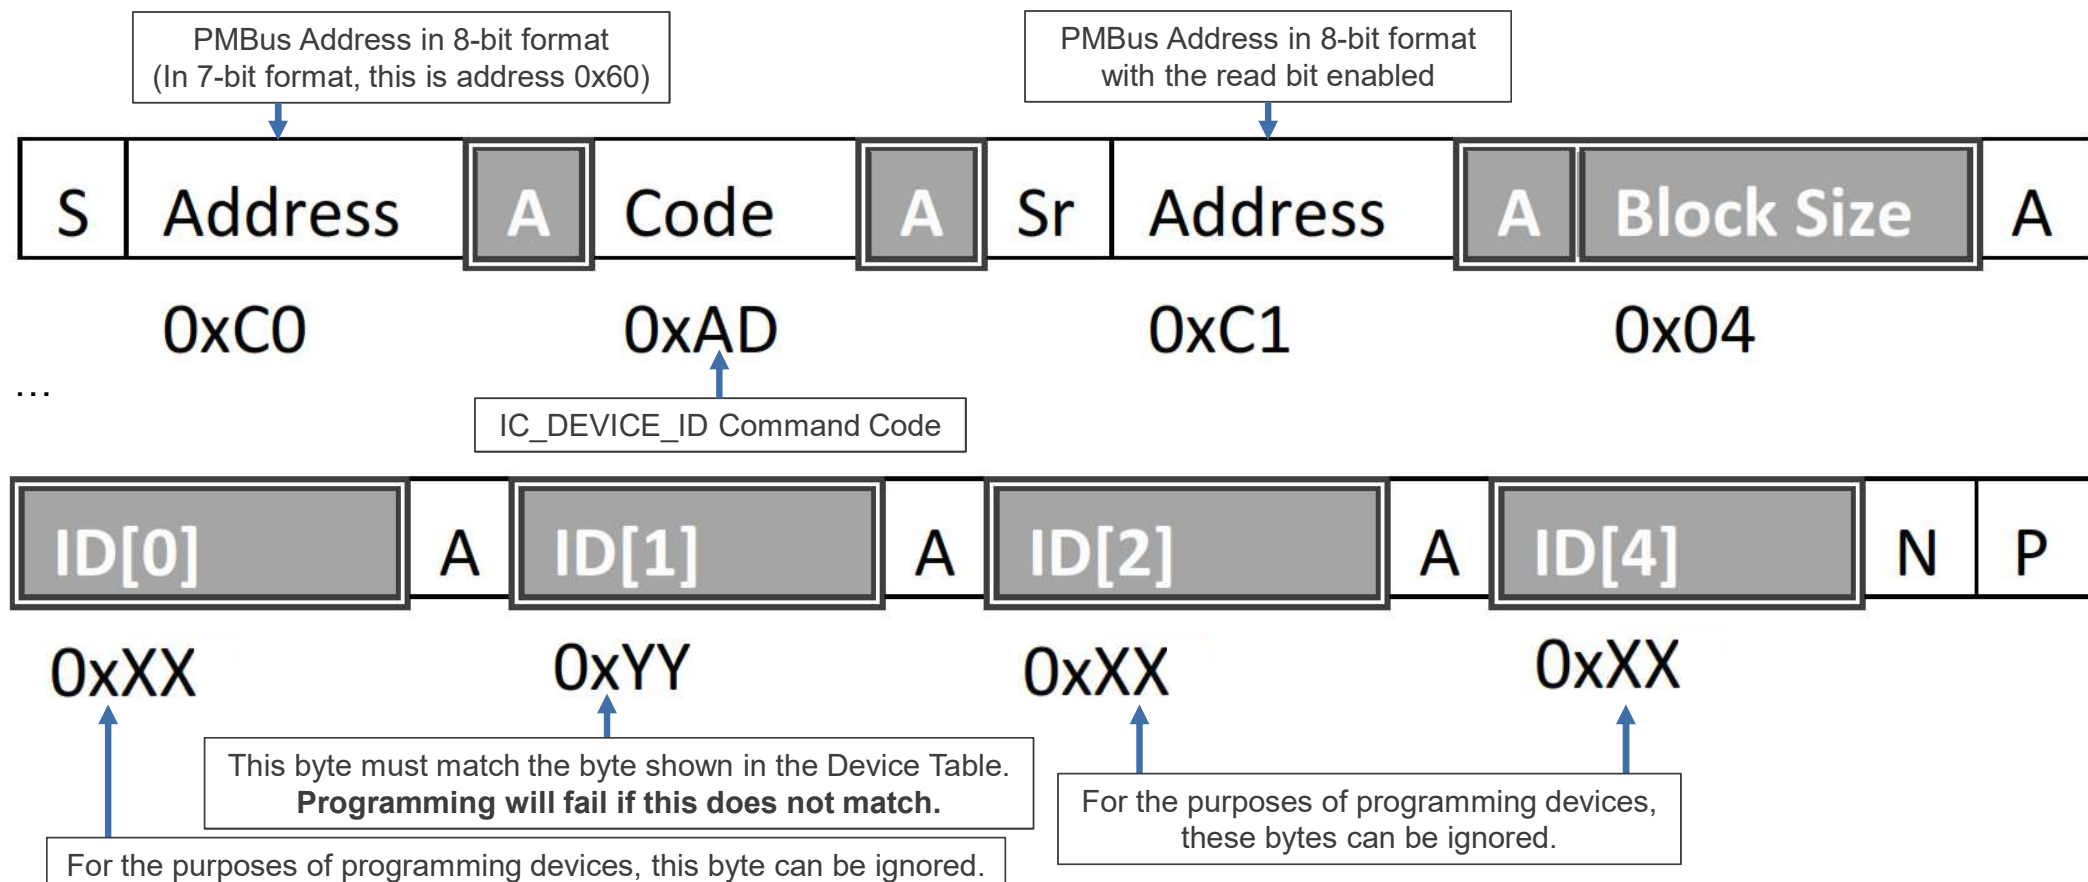 PMBus Address in 8-bit format
(In 7-bit format, this is address 0x60)
PMBus Address in 8-bit format
with the read bit enabled
S Address A Code A Sr Address A Block Size A
0xC0 0xAD 0xC1 0x04
...
IC_DEVICE_ID Command Code
ID[0] A ID[1] A ID[2] A ID[4] N P
0xXX 0xYY 0xXX 0xXX
This byte must match the byte shown in the Device Table.
Programming will fail if this does not match.
For the purposes of programming devices,
these bytes can be ignored.
For the purposes of programming devices, this byte can be ignored.